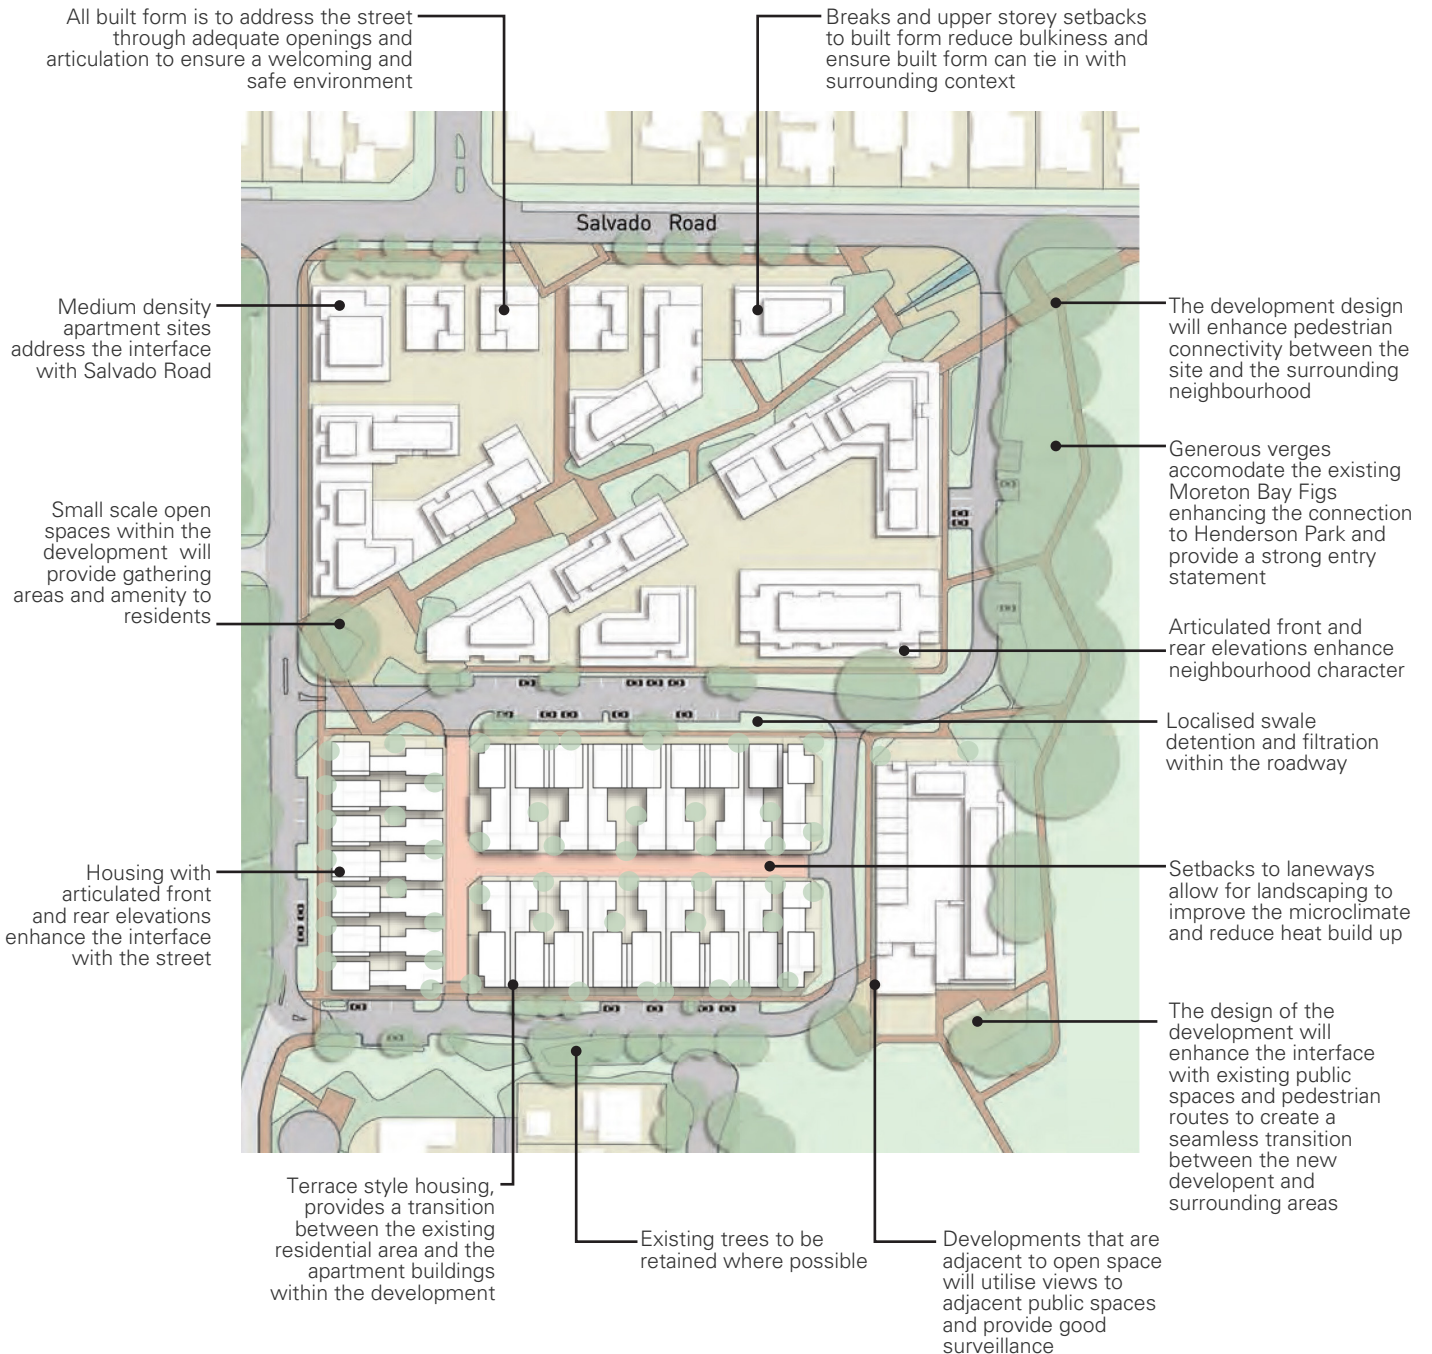 All built form is to address the street
through adequate openings and
articulation to ensure a welcoming and
safe environment
Breaks and upper storey setbacks
to built form reduce bulkiness and
ensure built form can tie in with
surrounding context
Salvado Road
Medium density
apartment sites
address the interface
with Salvado Road
Small scale open
spaces within the
development will
provide gathering
areas and amenity to
residents
Housing with
articulated front
and rear elevations
enhance the interface
with the street
The development design
will enhance pedestrian
connectivity between the
site and the surrounding
neighbourhood
Generous verges
accomodate the existing
Moreton Bay Figs
enhancing the connection
to Henderson Park and
provide a strong entry
statement
Articulated front and
rear elevations enhance
neighbourhood character
Localised swale
detention and filtration
within the roadway
Setbacks to laneways
allow for landscaping to
improve the microclimate
and reduce heat build up
The design of the
development will
enhance the interface
with existing public
spaces and pedestrian
routes to create a
seamless transition
between the new
developent and
surrounding areas
Terrace style housing,
provides a transition
between the existing
residential area and the
apartment buildings
within the development
Existing trees to be
retained where possible
Developments that are
adjacent to open space
will utilise views to
adjacent public spaces
and provide good
surveillance